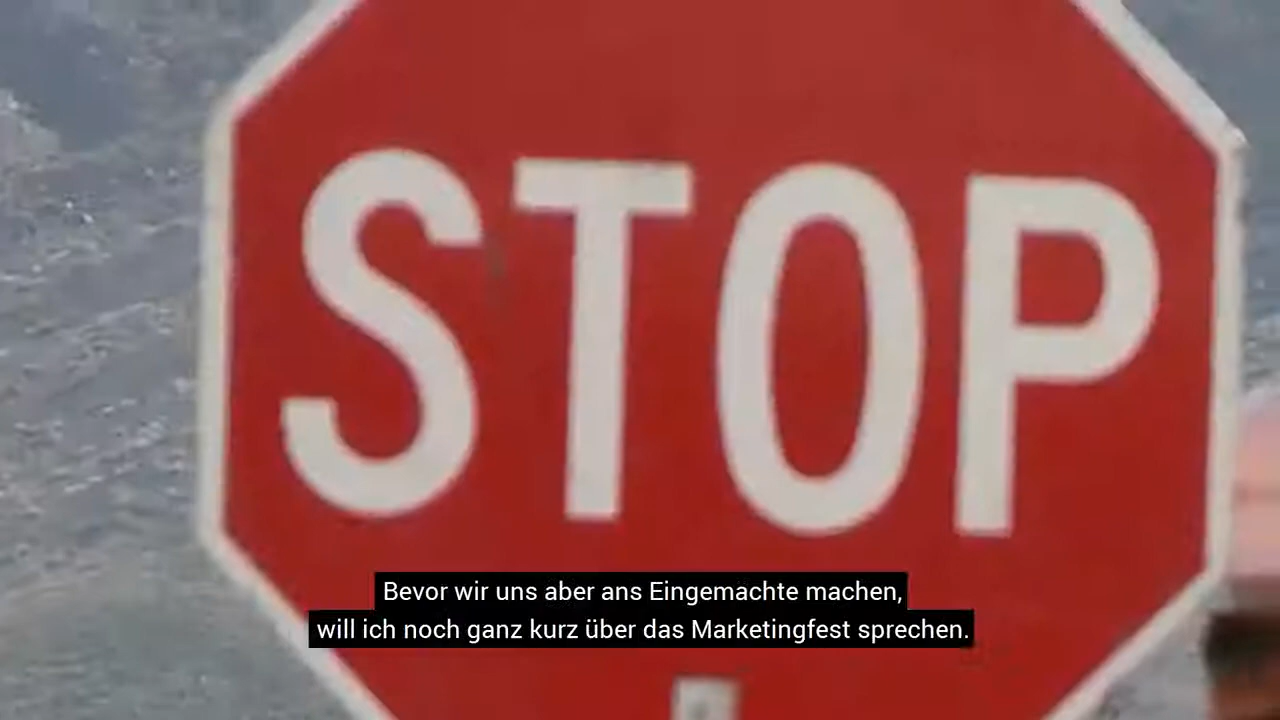 STOP
Bevor wir uns aber ans Eingemachte machen,
will ich noch ganz kurz über das Marketingfest sprechen.